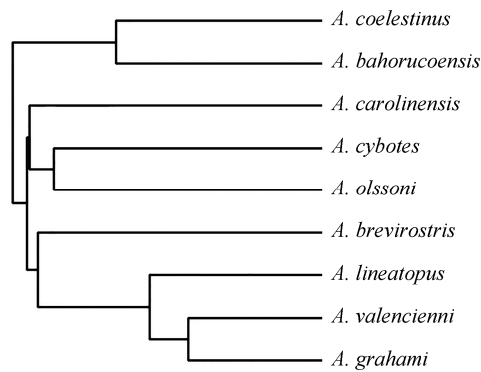 A. coelestinus
A. bahorucoensis
A. carolinensis
A. cybotes
A. olssoni
A. brevirostris
A. lineatopus
A. valencienni
A. grahami